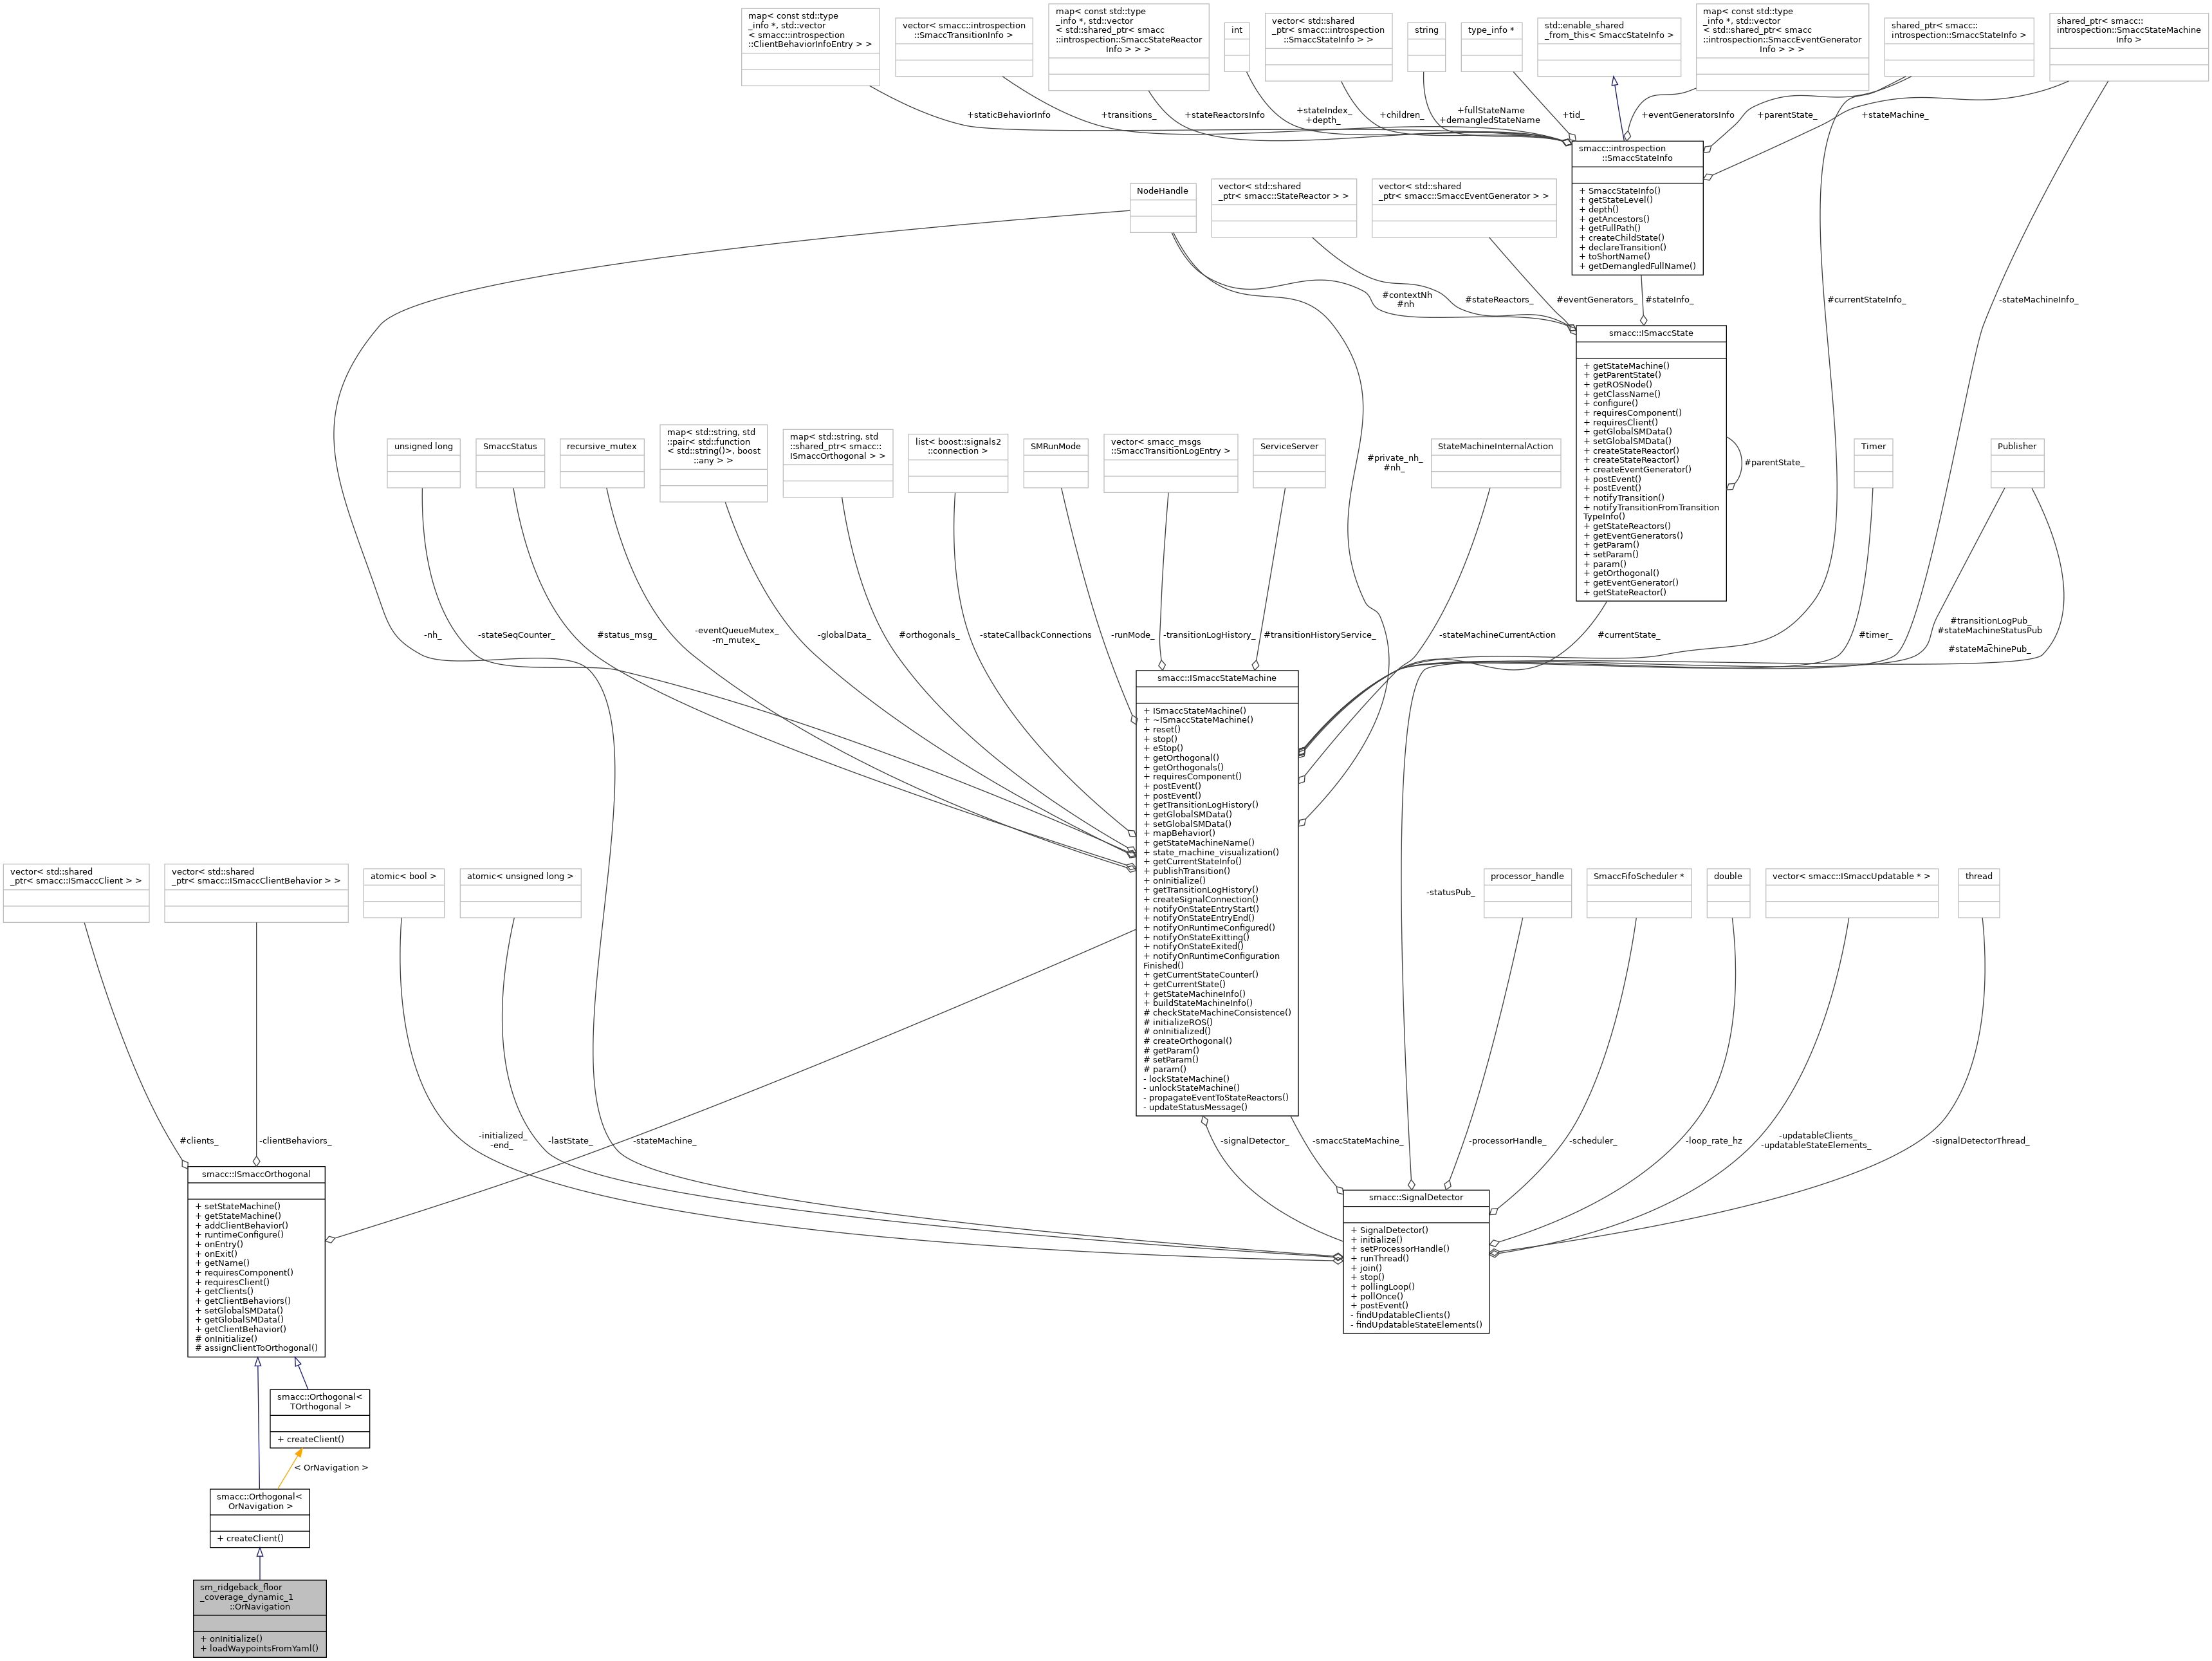 map< const std::type
_info *, std::vector
< smacc::introspection
::ClientBehaviorInfoEntry > >
vector< smacc::introspection
::SmaccTransitionInfo >
map< const std::type
_info *, std::vector
< std::shared_ptr< smacc
::introspection::SmaccStateReactor
Info > > >
int
vector< std::shared
_ptr< smacc::introspection
::SmaccStateInfo > >
string
type_info *
std::enable_shared
_from_this< SmaccStateInfo >
map< const std::type
_info *, std::vector
< std::shared_ptr< smacc
::introspection::SmaccEventGenerator
Info > > >
shared_ptr< smacc::
introspection::SmaccStateInfo >
shared_ptr< smacc::
introspection::SmaccStateMachine
Info >
+staticBehaviorInfo
+transitions_
+stateReactorsInfo
+stateIndex_
+depth_
+children_
+fullStateName
+demangledStateName
+tid_
+eventGeneratorsInfo
+parentState_
+stateMachine_
smacc::introspection
::SmaccStateInfo
+ SmaccStateInfo()
+ getStateLevel()
+ depth()
+ getAncestors()
+ getFullPath()
+ createChildState()
+ declareTransition()
+ toShortName()
+ getDemangledFullName()
NodeHandle
vector< std::shared
_ptr< smacc::StateReactor > >
vector< std::shared
_ptr< smacc::SmaccEventGenerator > >
#contextNh
#nh
#stateReactors_
#eventGenerators_
#stateInfo_
#currentStateInfo_
-stateMachineInfo_
smacc::ISmaccState
+ getStateMachine()
+ getParentState()
+ getROSNode()
+ getClassName()
+ configure()
+ requiresComponent()
+ requiresClient()
+ getGlobalSMData()
+ setGlobalSMData()
+ createStateReactor()
+ createStateReactor()
+ createEventGenerator()
+ postEvent()
+ postEvent()
+ notifyTransition()
+ notifyTransitionFromTransition
TypeInfo()
+ getStateReactors()
+ getEventGenerators()
+ getParam()
+ setParam()
+ param()
+ getOrthogonal()
+ getEventGenerator()
+ getStateReactor()
#parentState_
unsigned long
SmaccStatus
recursive_mutex
map< std::string, std
::pair< std::function
< std::string()>, boost
::any > >
map< std::string, std
::shared_ptr< smacc::
ISmaccOrthogonal > >
list< boost::signals2
::connection >
SMRunMode
vector< smacc_msgs
::SmaccTransitionLogEntry >
ServiceServer
#private_nh_
#nh_
StateMachineInternalAction
Timer
Publisher
-nh_
-stateSeqCounter_
#status_msg_
-eventQueueMutex_
-m_mutex_
-globalData_
#orthogonals_
-stateCallbackConnections
-runMode_
-transitionLogHistory_
#transitionHistoryService_
-stateMachineCurrentAction
#currentState_
#timer_
#transitionLogPub_
#stateMachineStatusPub
_
#stateMachinePub_
smacc::ISmaccStateMachine
+ ISmaccStateMachine()
+ ~ISmaccStateMachine()
+ reset()
+ stop()
+ eStop()
+ getOrthogonal()
+ getOrthogonals()
+ requiresComponent()
+ postEvent()
+ postEvent()
+ getTransitionLogHistory()
+ getGlobalSMData()
+ setGlobalSMData()
+ mapBehavior()
+ getStateMachineName()
+ state_machine_visualization()
+ getCurrentStateInfo()
+ publishTransition()
+ onInitialize()
+ getTransitionLogHistory()
+ createSignalConnection()
+ notifyOnStateEntryStart()
+ notifyOnStateEntryEnd()
+ notifyOnRuntimeConfigured()
+ notifyOnStateExitting()
+ notifyOnStateExited()
+ notifyOnRuntimeConfiguration
Finished()
+ getCurrentStateCounter()
+ getCurrentState()
+ getStateMachineInfo()
+ buildStateMachineInfo()
# checkStateMachineConsistence()
# initializeROS()
# onInitialized()
# createOrthogonal()
# getParam()
# setParam()
# param()
- lockStateMachine()
- unlockStateMachine()
- propagateEventToStateReactors()
- updateStatusMessage()
vector< std::shared
_ptr< smacc::ISmaccClient > >
vector< std::shared
_ptr< smacc::ISmaccClientBehavior > >
atomic< bool >
atomic< unsigned long >
-statusPub_
processor_handle
SmaccFifoScheduler *
double
vector< smacc::ISmaccUpdatable * >
thread
#clients_
-clientBehaviors_
-initialized_
-end_
-lastState_
-stateMachine_
-signalDetector_
-smaccStateMachine_
-processorHandle_
-scheduler_
-loop_rate_hz
-updatableClients_
-updatableStateElements_
-signalDetectorThread_
smacc::ISmaccOrthogonal
+ setStateMachine()
+ getStateMachine()
+ addClientBehavior()
+ runtimeConfigure()
+ onEntry()
+ onExit()
+ getName()
+ requiresComponent()
+ requiresClient()
+ getClients()
+ getClientBehaviors()
+ setGlobalSMData()
+ getGlobalSMData()
+ getClientBehavior()
# onInitialize()
# assignClientToOrthogonal()
smacc::SignalDetector
+ SignalDetector()
+ initialize()
+ setProcessorHandle()
+ runThread()
+ join()
+ stop()
+ pollingLoop()
+ pollOnce()
+ postEvent()
- findUpdatableClients()
- findUpdatableStateElements()
smacc::Orthogonal<
TOrthogonal >
+ createClient()
< OrNavigation >
smacc::Orthogonal<
OrNavigation >
+ createClient()
sm_ridgeback_floor
_coverage_dynamic_1
::OrNavigation
+ onInitialize()
+ loadWaypointsFromYaml()